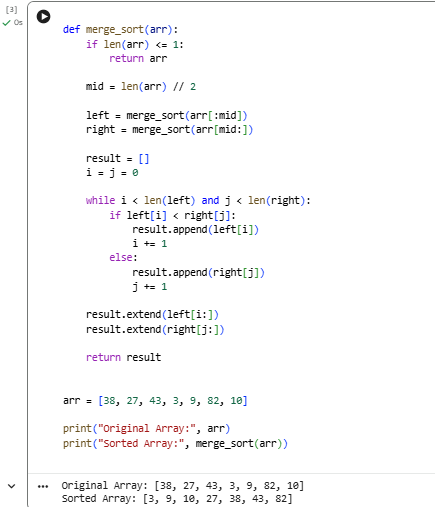 [3]
0s
def merge_sort(arr):
    if len(arr) <= 1:
        return arr

    mid = len(arr) // 2

    left = merge_sort(arr[:mid])
    right = merge_sort(arr[mid:])

    result = []
    i = j = 0

    while i < len(left) and j < len(right):
        if left[i] < right[j]:
            result.append(left[i])
            i += 1
        else:
            result.append(right[j])
            j += 1

    result.extend(left[i:])
    result.extend(right[j:])

    return result


arr = [38, 27, 43, 3, 9, 82, 10]

print("Original Array:", arr)
print("Sorted Array:", merge_sort(arr))

Original Array: [38, 27, 43, 3, 9, 82, 10]
Sorted Array: [3, 9, 10, 27, 38, 43, 82]